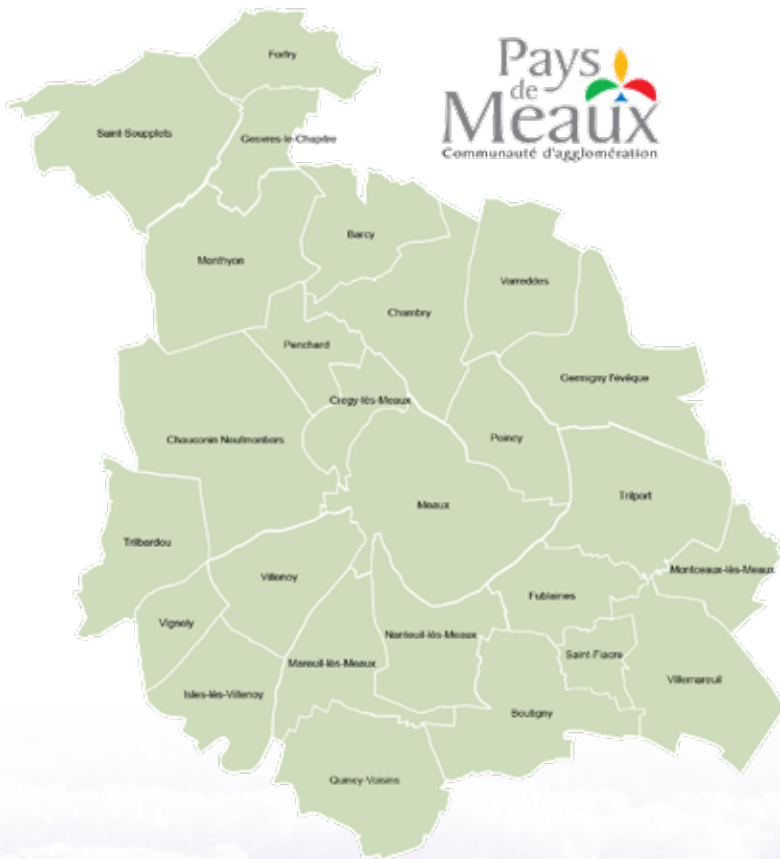 Pays
de
Meaux
Communauté d'agglomération
Forfry
Saint-Soupplets
Gesvres-le-Chapitre
Barcy
Monthyon
Varreddes
Chambry
Penchard
Germigny l'évêque
Cregy-lès-Meaux
Chauconin Neufmontiers
Poincy
Trilport
Meaux
Trilbardou
Montceaux-lès-Meaux
Villenoy
Fublaines
Vignely
Nanteuil-lès-Meaux
Saint-Fiacre
Mareuil-lès-Meaux
Villemareuil
Isles-lès-Villenoy
Boutigny
Quincy-Voisins